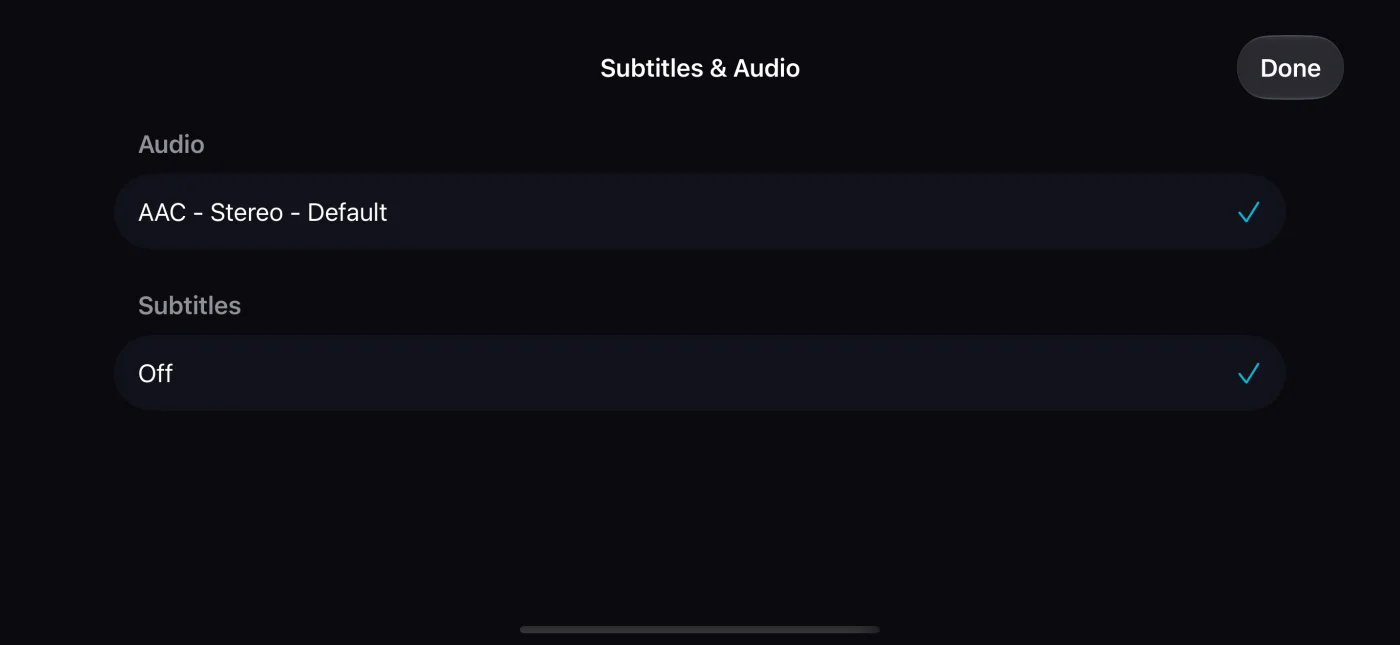 Subtitles & Audio
Done
Audio
AAC - Stereo - Default
Subtitles
Off